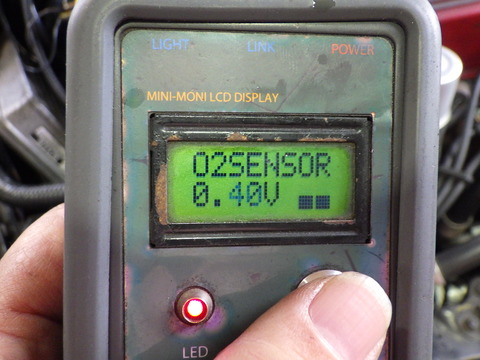 LIGHT LINK POWER
MINI-MONI LCD DISPLAY
O2SENSOR
0.40V
LED